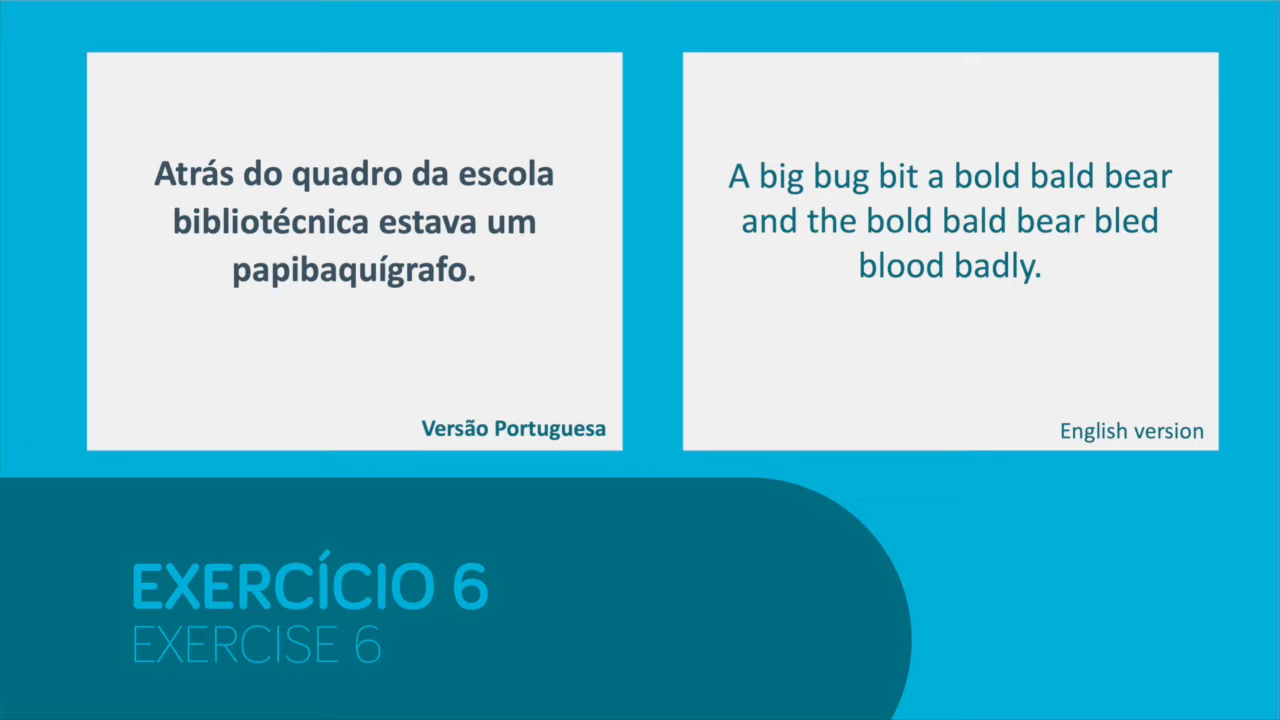 Atrás do quadro da escola
bibliotécnica estava um
papibaquígrafo.
Versão Portuguesa
A big bug bit a bold bald bear
and the bold bald bear bled
blood badly.
English version
EXERCÍCIO 6
EXERCISE 6